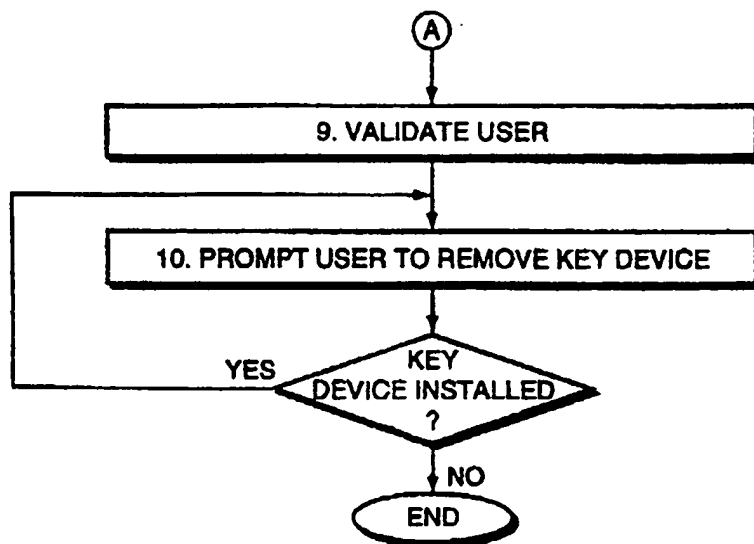 A
9. VALIDATE USER
10. PROMPT USER TO REMOVE KEY DEVICE
YES
KEY
DEVICE INSTALLED
?
NO
END